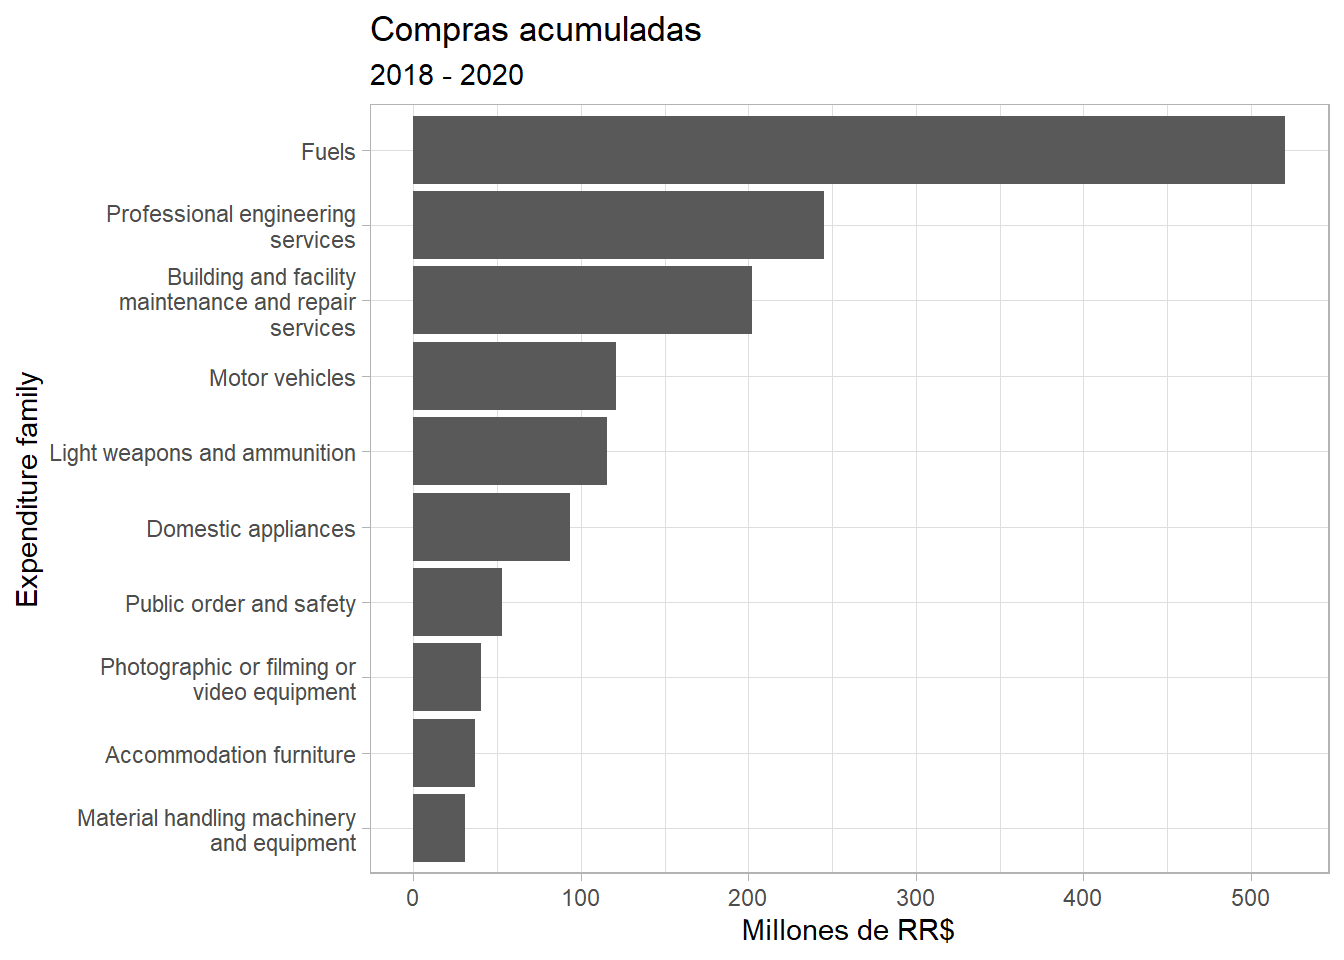 Compras acumuladas
2018 - 2020
Fuels
Professional engineering
services
Building and facility
maintenance and repair
services
Motor vehicles
Light weapons and ammunition
Domestic appliances
Public order and safety
Photographic or filming or
video equipment
Accommodation furniture
Material handling machinery
and equipment
Expenditure family
0 100 200 300 400 500
Millones de RR$